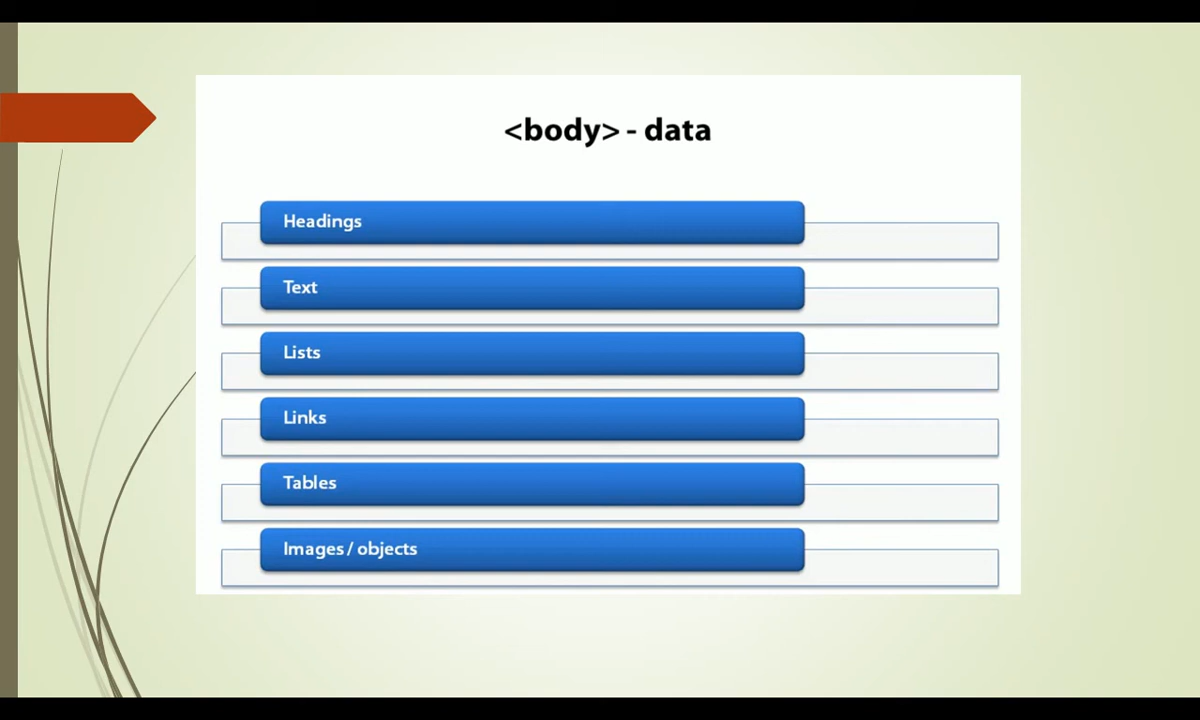 <body> - data
Headings
Text
Lists
Links
Tables
Images / objects